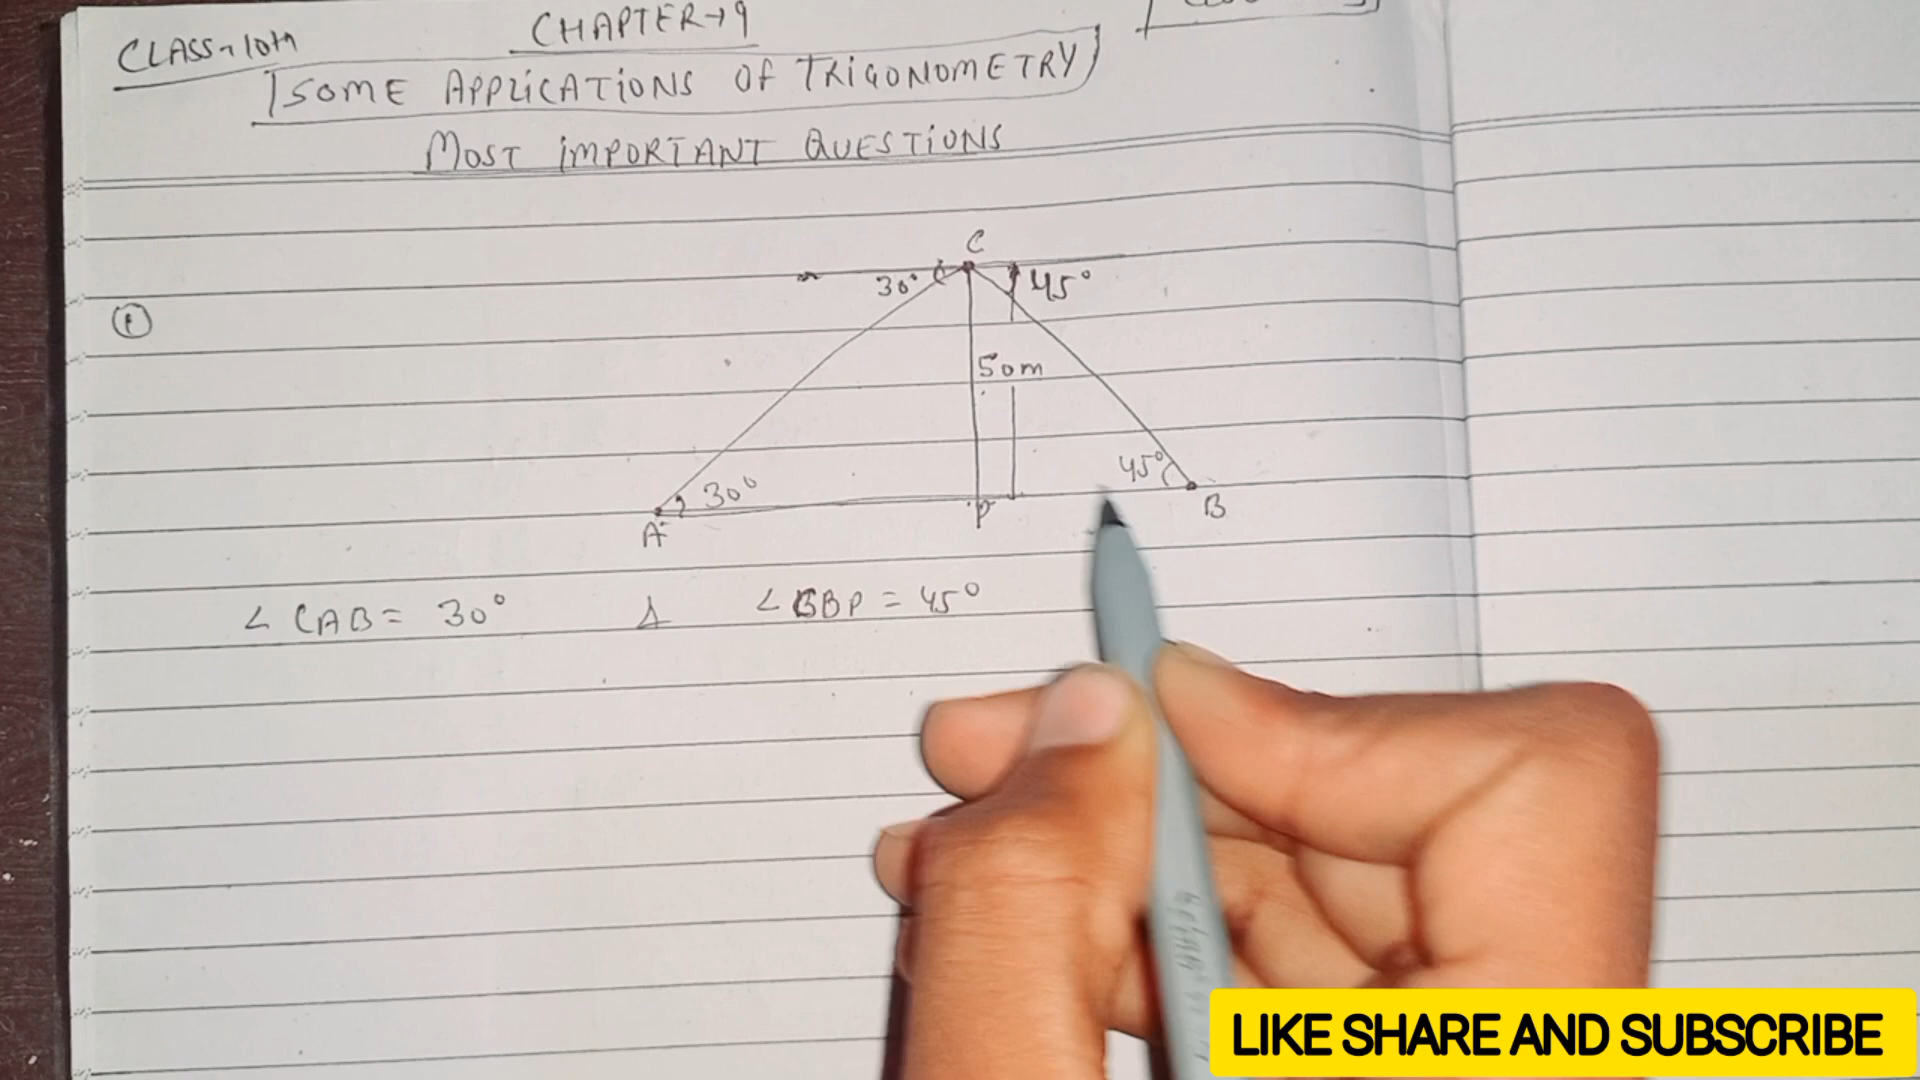 CLASS→10th
CHAPTER→9
SOME APPLICATIONS OF TRIGONOMETRY
MOST IMPORTANT QUESTIONS
①
C
30° 45°
50m
30° 45°
A P B
∠CAB = 30° & ∠CBP = 45°
LIKE SHARE AND SUBSCRIBE